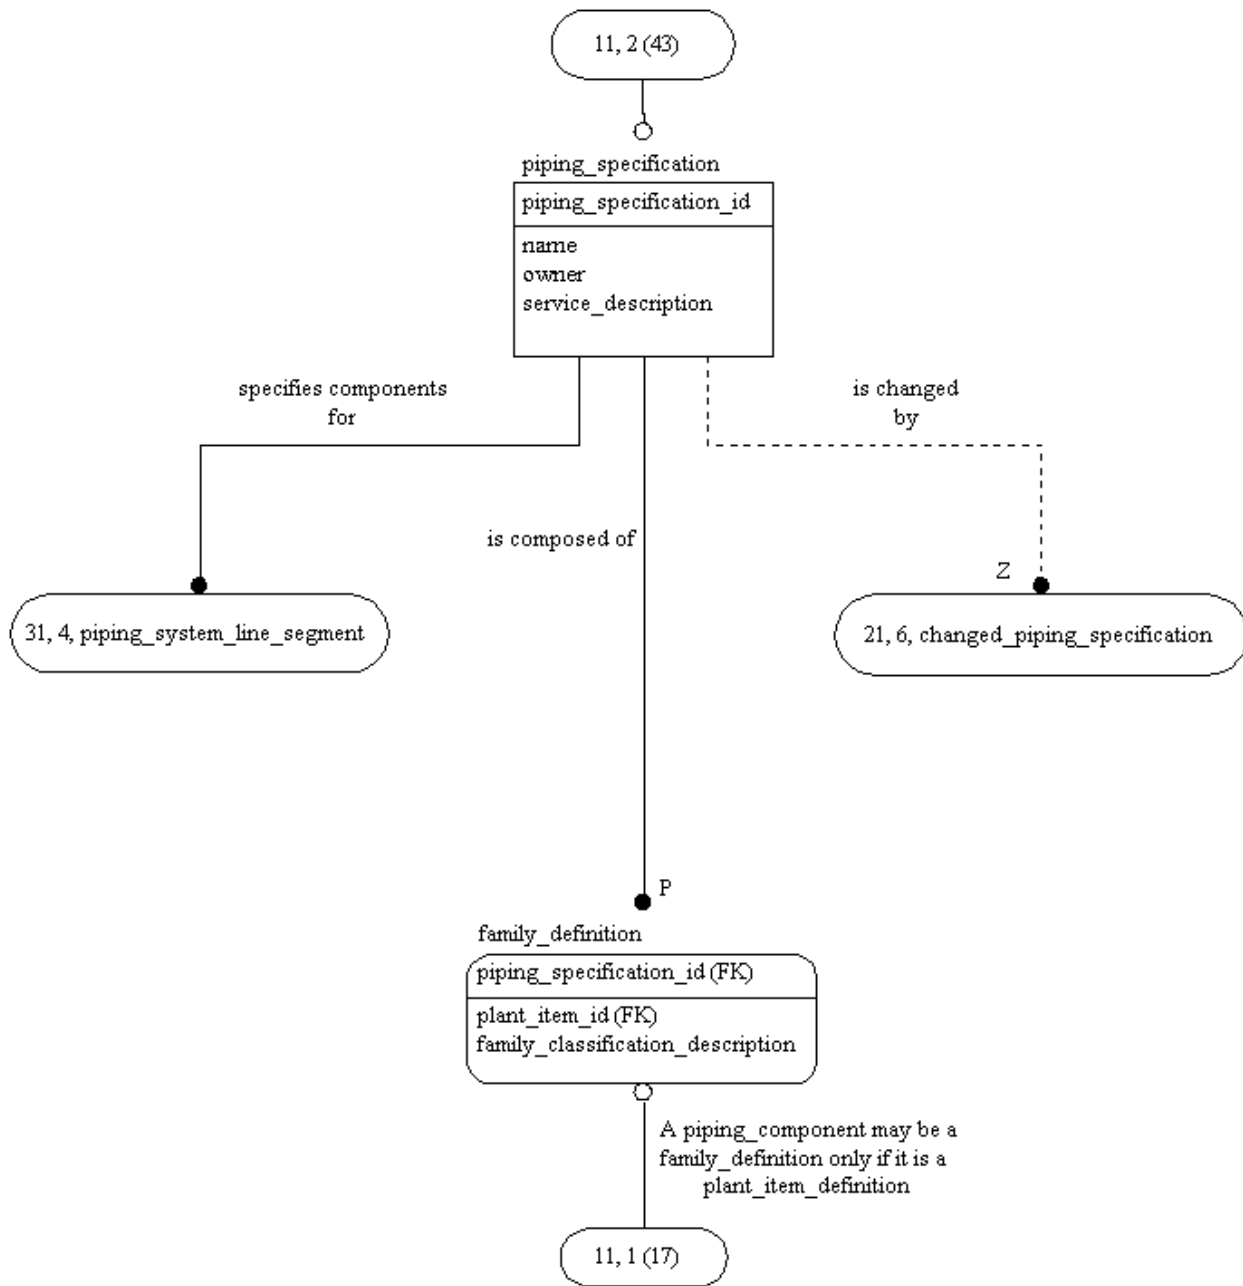 11, 2 (43)
piping_specification
piping_specification_id
name
owner
service_description
specifies components
for
is changed
by
is composed of
Z
31, 4, piping_system_line_segment
21, 6, changed_piping_specification
P
family_definition
piping_specification_id (FK)
plant_item_id (FK)
family_classification_description
A piping_component may be a
family_definition only if it is a
plant_item_definition
11, 1 (17)